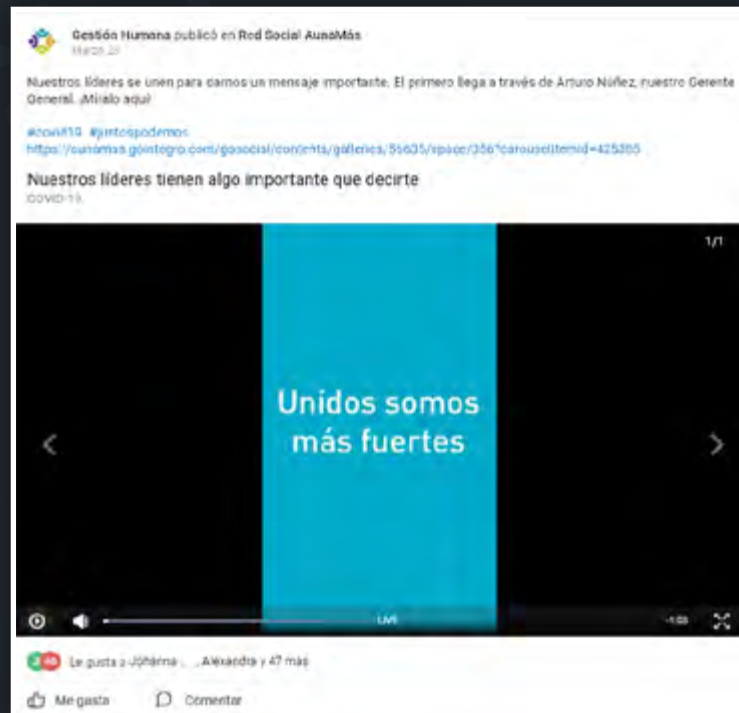 Gestión Humana publicó en Red Social AunaMás
March 23
Nuestros líderes se unen para darnos un mensaje importante. El primero llega a través de Arturo Núñez, nuestro Gerente
General. ¡Míralo aquí!
#covid19 #juntospodemos
Nuestros líderes tienen algo importante que decirte
COVID-19
1/1
Unidos somos
más fuertes
LIVE
Le gusta a Johanna ... , Alexandra y 47 más
Me gusta Comentar